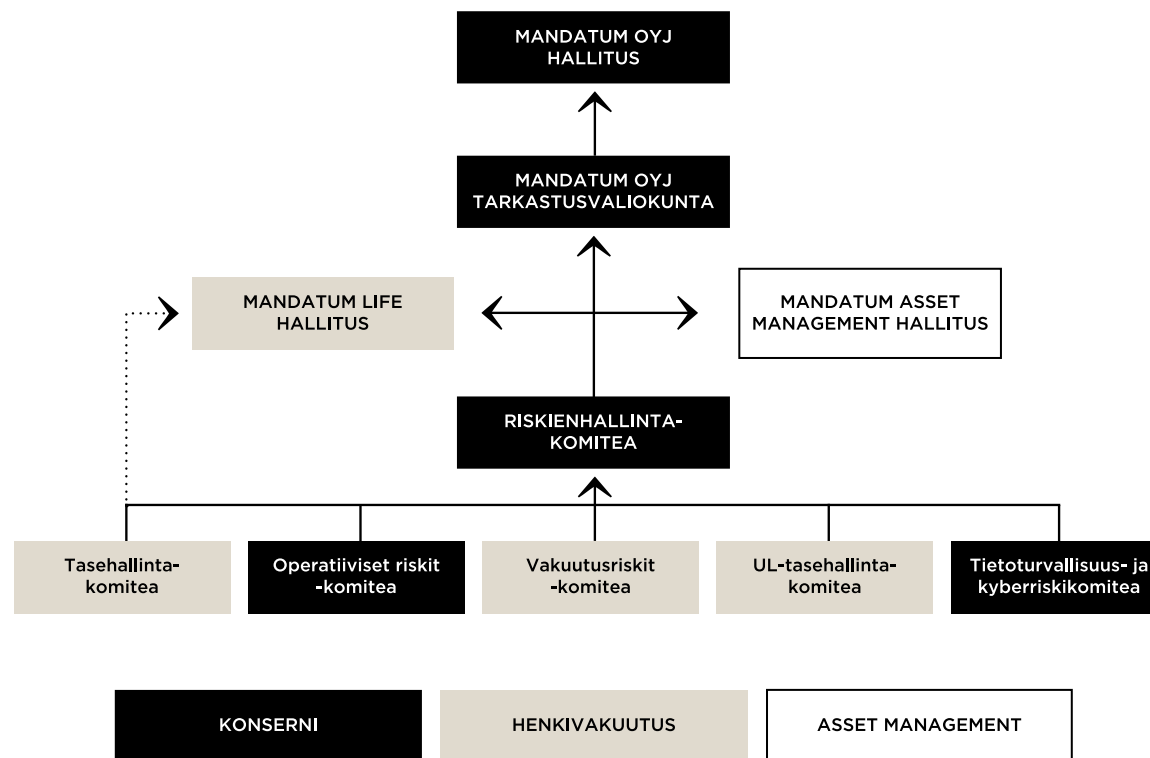 MANDATUM OYJ
HALLITUS
MANDATUM OYJ
TARKASTUSVALIOKUNTA
MANDATUM LIFE
HALLITUS
MANDATUM ASSET
MANAGEMENT HALLITUS
RISKIENHALLINTA-
KOMITEA
Tasehallinta-
komitea
Operatiiviset riskit
-komitea
Vakuutusriskit
-komitea
UL-tasehallinta-
komitea
Tietoturvallisuus- ja
kyberriskikomitea
KONSERNI
HENKIVAKUUTUS
ASSET MANAGEMENT